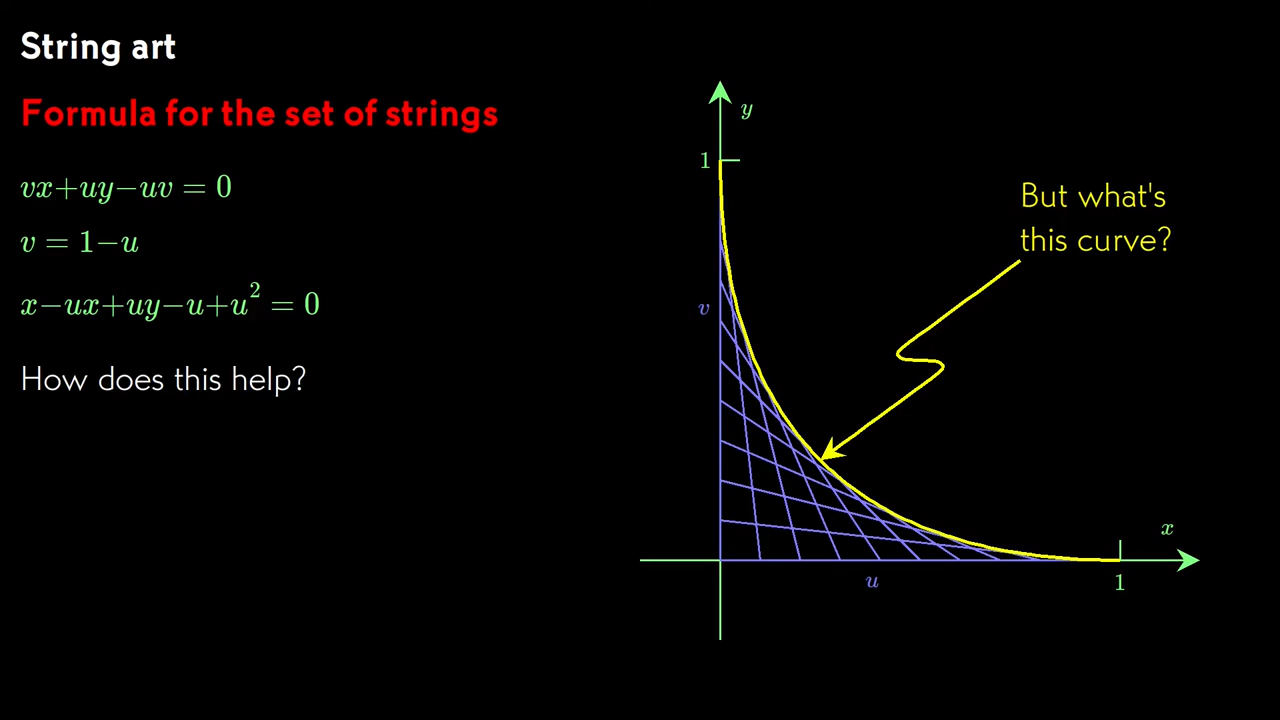 String art
Formula for the set of strings
vx+uy−uv = 0
v = 1−u
x−ux+uy−u+u² = 0
How does this help?
y
1
But what's
this curve?
v
x
u
1